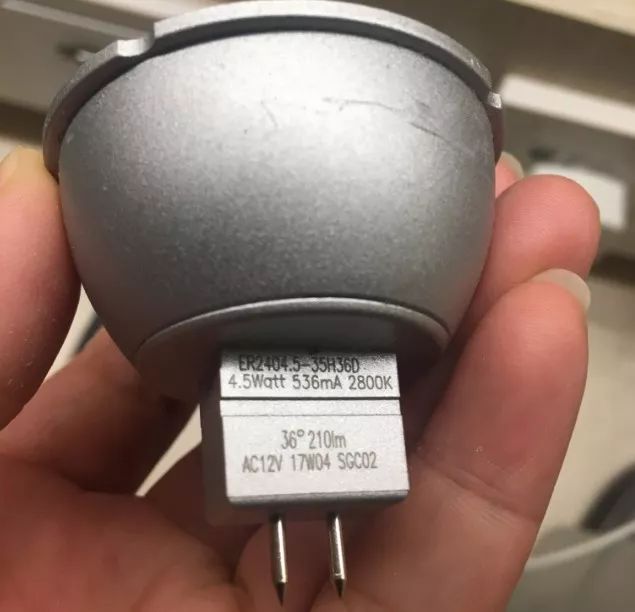 ER2404.5-35H36D
4.5Watt 536mA 2800K
36° 210lm
AC12V 17W04 SGC02